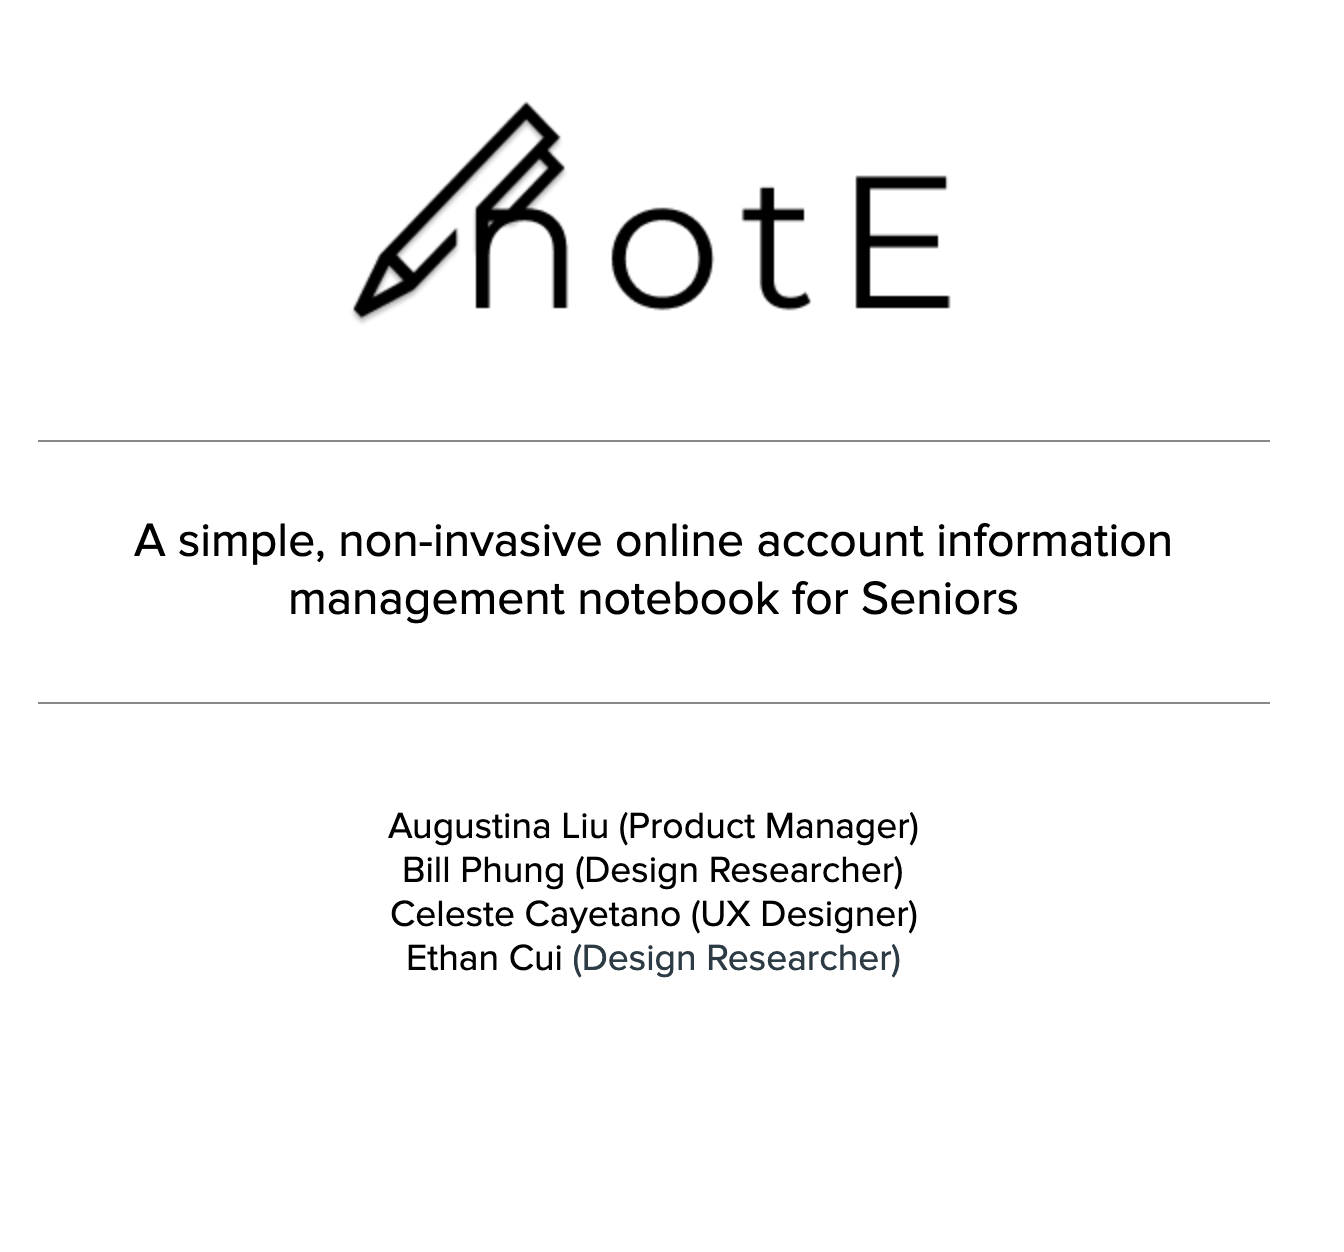 notE
A simple, non-invasive online account information
management notebook for Seniors
Augustina Liu (Product Manager)
Bill Phung (Design Researcher)
Celeste Cayetano (UX Designer)
Ethan Cui (Design Researcher)